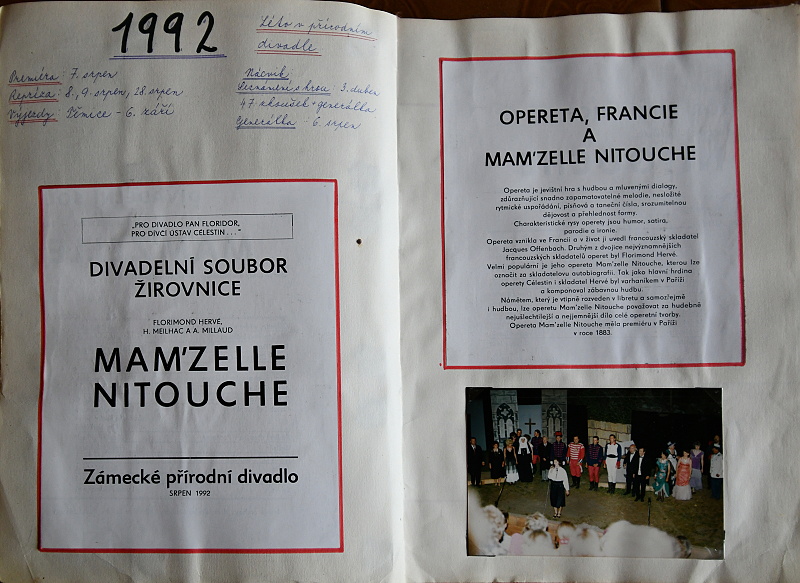 1992
Léto v přírodním
divadle
Premiéra: 7. srpen
Repríza: 8., 9. srpen, 28. srpen
Výjezdy: Pěnice - 6. září
Nácvik
Seznámení s hrou 3. duben
47 zkoušek + generálka
Generálka - 6. srpen
„PRO DIVADLO PAN FLORIDOR,
PRO DÍVČÍ ÚSTAV CÉLESTIN . . .“
DIVADELNÍ SOUBOR
ŽIROVNICE
FLORIMOND HERVÉ,
H. MEILHAC A A. MILLAUD
MAM'ZELLE
NITOUCHE
Zámecké přírodní divadlo
SRPEN 1992
OPERETA, FRANCIE
A
MAM'ZELLE NITOUCHE
Opereta je jevištní hra s hudbou a mluvenými dialogy,
zdůrazňující snadno zapamatovatelné melodie, nesložité
rytmické uspořádání, písňová a taneční čísla, srozumitelnou
dějovost a přehlednost formy.
Charakteristické rysy operety jsou humor, satira,
parodie a ironie.
Opereta vznikla ve Francii a v život ji uvedl francouzský skladatel
Jacques Offenbach. Druhým z dvojice nejvýznamnějších
francouzských skladatelů operet byl Florimond Hervé.
Velmi populární je jeho opereta Mam'zelle Nitouche, kterou lze
označit za skladatelovu autobiografii. Tak jako hlavní hrdina
operety Célestin i skladatel Hervé byl varhaníkem v Paříži
a komponoval zábavnou hudbu.
Námětem, který je vtipně rozveden v libretu a samozřejmě
i hudbou, lze operetu Mam'zelle Nitouche považovat za hudebně
nejušlechtilejší a nejjemnější dílo celé operetní tvorby.
Opereta Mam'zelle Nitouche měla premiéru v Paříži
v roce 1883.